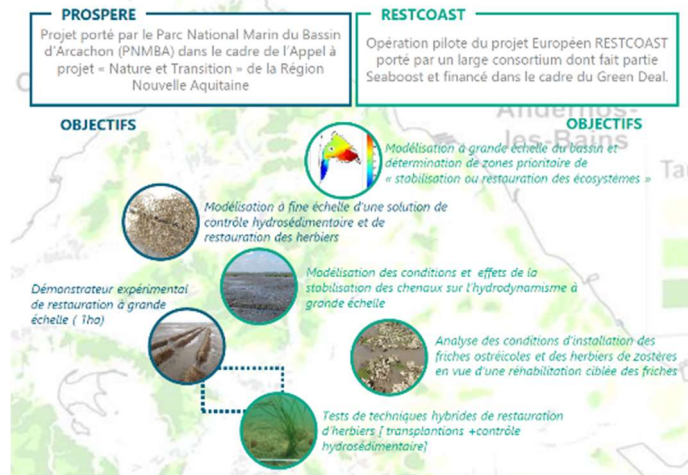 PROSPERE
Projet porté par le Parc National Marin du Bassin
d'Arcachon (PNMBA) dans le cadre de l'Appel à
projet « Nature et Transition » de la Région
Nouvelle Aquitaine
RESTCOAST
Opération pilote du projet Européen RESTCOAST
porté par un large consortium dont fait partie
Seaboost et financé dans le cadre du Green Deal.
OBJECTIFS
Andernos-
les-Bains
OBJECTIFS
Modélisation à grande échelle du bassin et
détermination de zones prioritaire de
« stabilisation ou restauration des écosystèmes »
Modélisation à fine échelle d'une solution de
contrôle hydrosédimentaire et de
restauration des herbiers
Modélisation des conditions et effets de la
stabilisation des chenaux sur l'hydrodynamisme à
grande échelle
Démonstrateur expérimental
de restauration à grande
échelle ( 1ha)
Analyse des conditions d'installation des
friches ostréicoles et des herbiers de zostères
en vue d'une réhabilitation ciblée des friches
Tests de techniques hybrides de restauration
d'herbiers [ transplantions +contrôle
hydrosédimentaire]